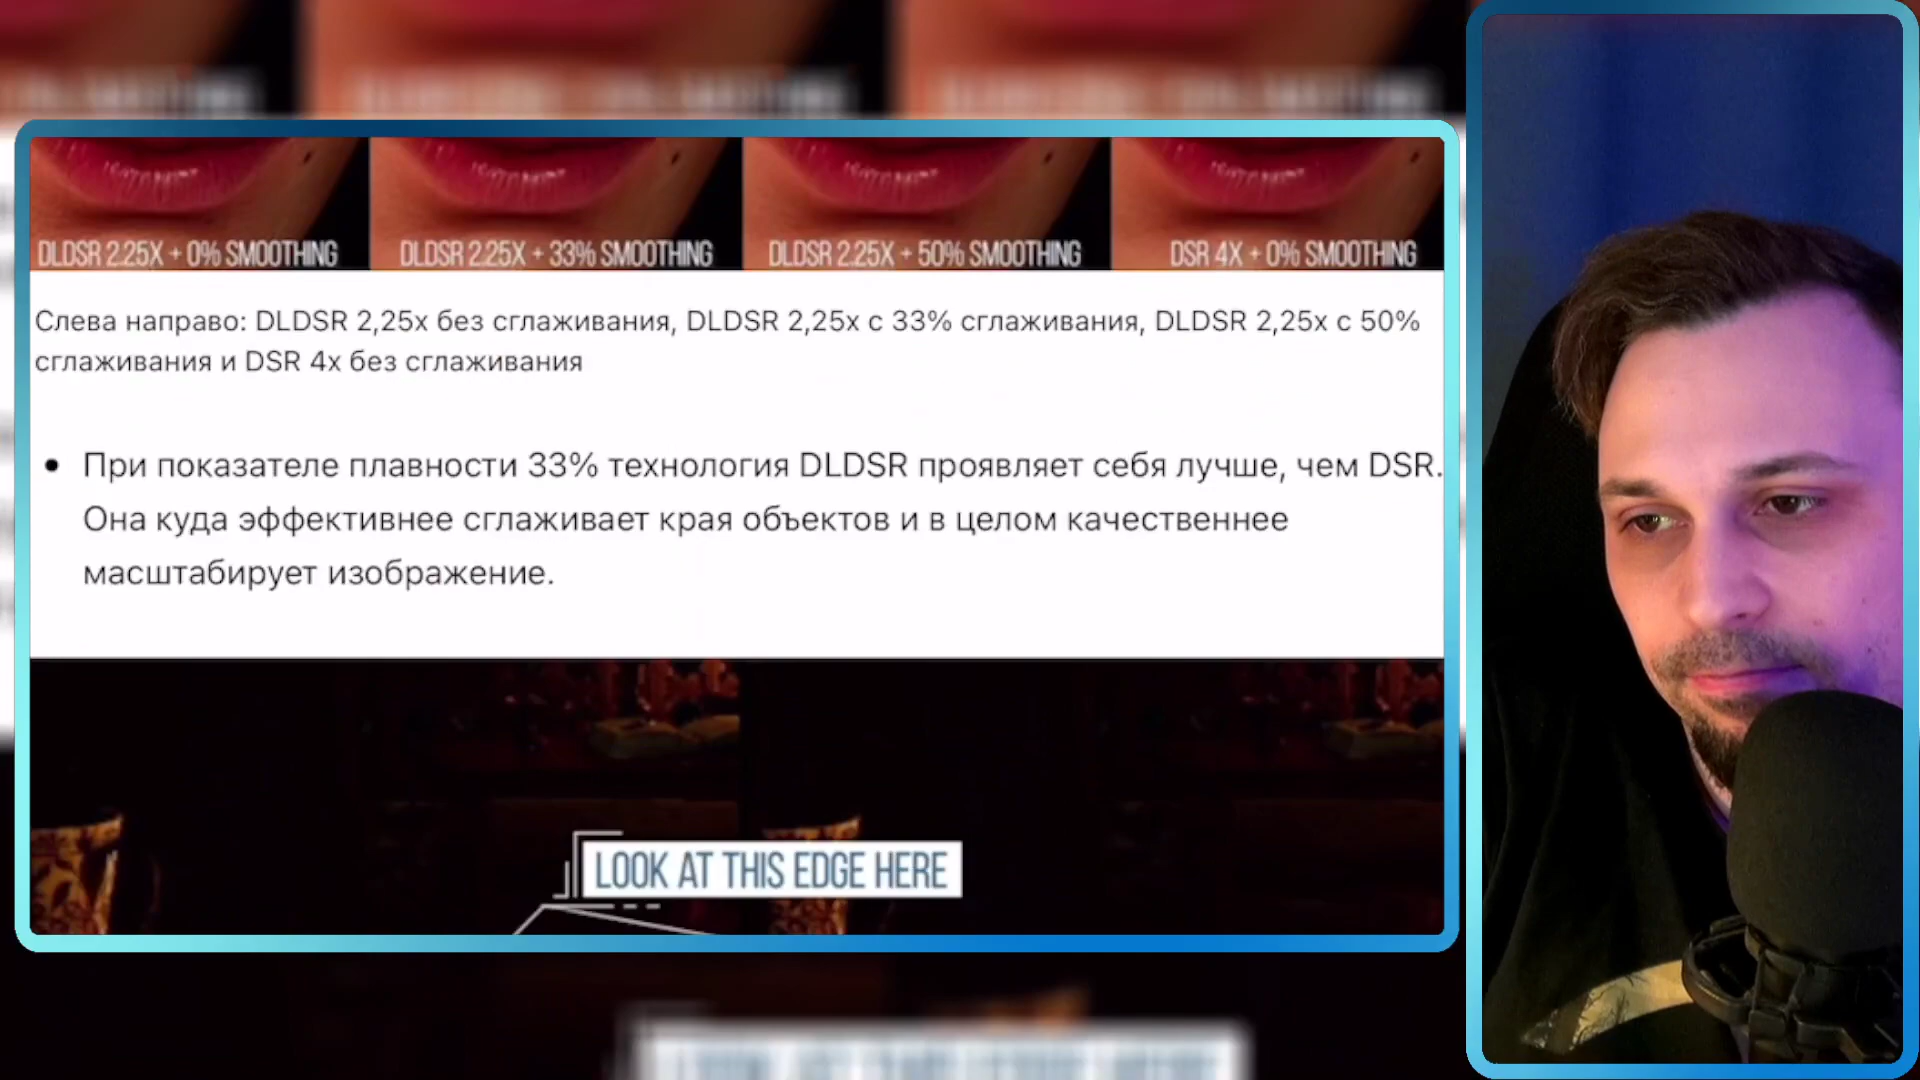 DLDSR 2.25X + 0% SMOOTHING
DLDSR 2.25X + 33% SMOOTHING
DLDSR 2.25X + 50% SMOOTHING
DSR 4X + 0% SMOOTHING
Слева направо: DLDSR 2,25x без сглаживания, DLDSR 2,25x с 33% сглаживания, DLDSR 2,25x с 50%
сглаживания и DSR 4x без сглаживания
• При показателе плавности 33% технология DLDSR проявляет себя лучше, чем DSR.
Она куда эффективнее сглаживает края объектов и в целом качественнее
масштабирует изображение.
LOOK AT THIS EDGE HERE